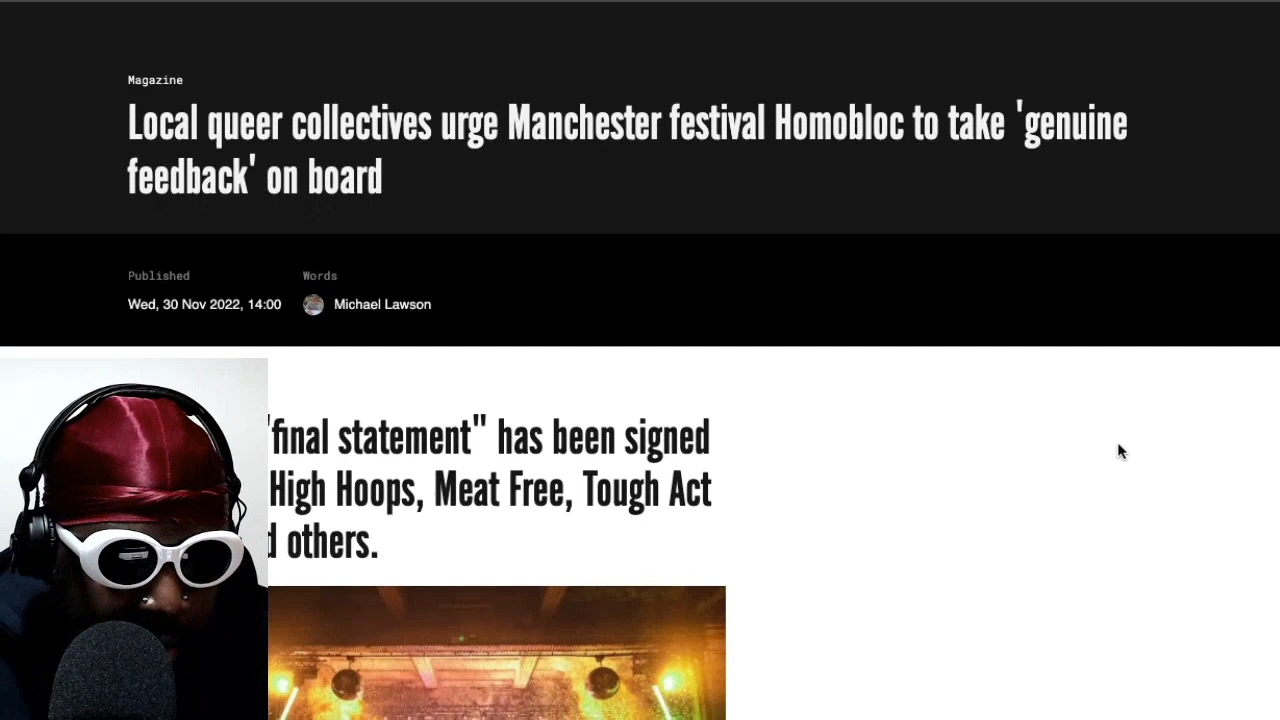 Magazine
Local queer collectives urge Manchester festival Homobloc to take 'genuine
feedback' on board
Published
Words
Wed, 30 Nov 2022, 14:00
Michael Lawson
"final statement" has been signed
High Hoops, Meat Free, Tough Act
others.